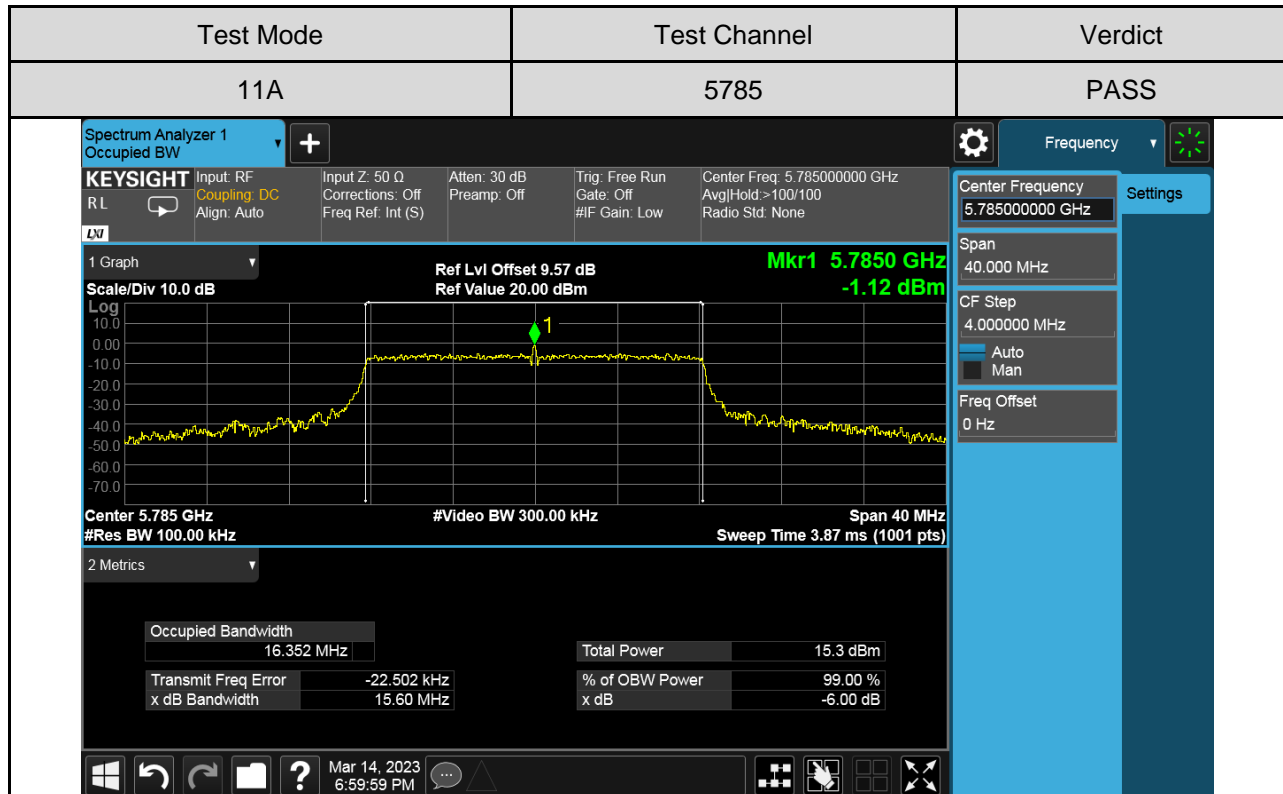 Test Mode Test Channel Verdict
11A 5785 PASS
Spectrum Analyzer 1
Occupied BW
+
Frequency
KEYSIGHT Input: RF Input Z: 50 Ω Atten: 30 dB Trig: Free Run Center Freq: 5.785000000 GHz
RL Coupling: DC Corrections: Off Preamp: Off Gate: Off Avg|Hold:>100/100
Align: Auto Freq Ref: Int (S) #IF Gain: Low Radio Std: None
LXI
Center Frequency
5.785000000 GHz
Settings
Span
40.000 MHz
CF Step
4.000000 MHz
Auto
Man
Freq Offset
0 Hz
1 Graph Ref Lvl Offset 9.57 dB Mkr1 5.7850 GHz
Scale/Div 10.0 dB Ref Value 20.00 dBm -1.12 dBm
Log
10.0
1
0.00
-10.0
-20.0
-30.0
-40.0
-50.0
-60.0
-70.0
Center 5.785 GHz #Video BW 300.00 kHz Span 40 MHz
#Res BW 100.00 kHz Sweep Time 3.87 ms (1001 pts)
2 Metrics
Occupied Bandwidth
16.352 MHz Total Power 15.3 dBm
Transmit Freq Error -22.502 kHz % of OBW Power 99.00 %
x dB Bandwidth 15.60 MHz x dB -6.00 dB
? Mar 14, 2023
6:59:59 PM